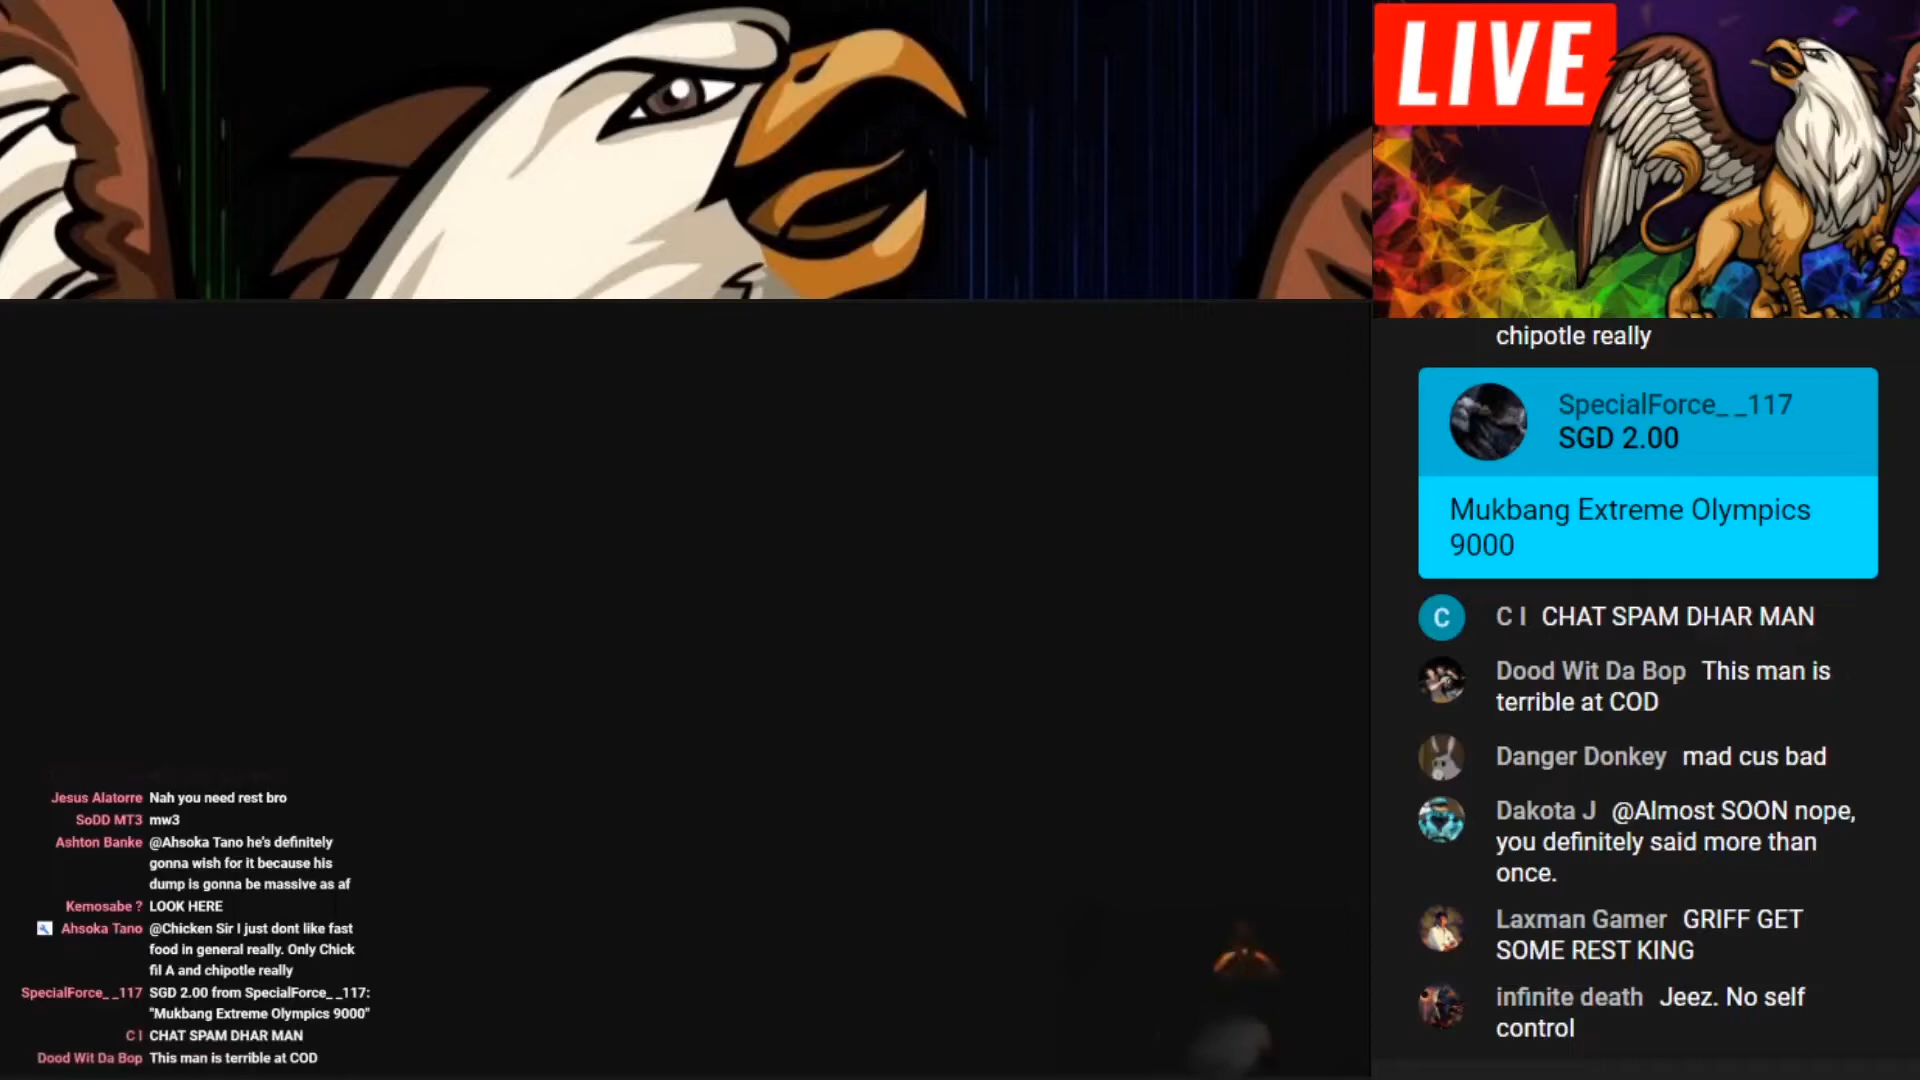 LIVE
chipotle really
SpecialForce_ _117
SGD 2.00
Mukbang Extreme Olympics
9000
C
C I CHAT SPAM DHAR MAN
Dood Wit Da Bop This man is
terrible at COD
Danger Donkey mad cus bad
Dakota J @Almost SOON nope,
you definitely said more than
once.
Laxman Gamer GRIFF GET
SOME REST KING
infinite death Jeez. No self
control
Jesus Alatorre Nah you need rest bro
SoDD MT3 mw3
Ashton Banke @Ahsoka Tano he's definitely
gonna wish for it because his
dump is gonna be massive as af
Kemosabe ? LOOK HERE
Ahsoka Tano @Chicken Sir I just dont like fast
food in general really. Only Chick
fil A and chipotle really
SpecialForce_ _117 SGD 2.00 from SpecialForce_ _117:
"Mukbang Extreme Olympics 9000"
C I CHAT SPAM DHAR MAN
Dood Wit Da Bop This man is terrible at COD